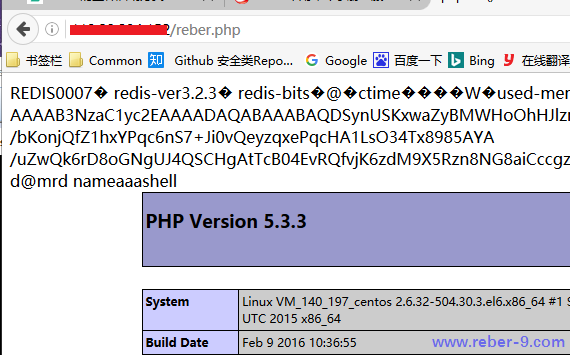 /reber.php
书签栏 Common Github 安全类Repo... Google 百度一下 Bing 在线翻译
REDIS0007� redis-ver3.2.3� redis-bits�@�ctime����W�used-mem
AAAAB3NzaC1yc2EAAAADAQABAAABAQDSynUSKxwaZyBMWHoOhHJlzr
/bKonjQfZ1hxYPqc6nS7+Ji0vQeyzqxePqcHA1LsO34Tx8985AYA
/uZwQk6rD8oGNgUJ4QSCHgAtTcB04EvRQfvjK6zdM9X5Rzn8NG8aiCccgz
d@mrd nameaaashell
PHP Version 5.3.3
System Linux VM_140_197_centos 2.6.32-504.30.3.el6.x86_64 #1 S
UTC 2015 x86_64
Build Date Feb 9 2016 10:36:55
www.reber-9.com